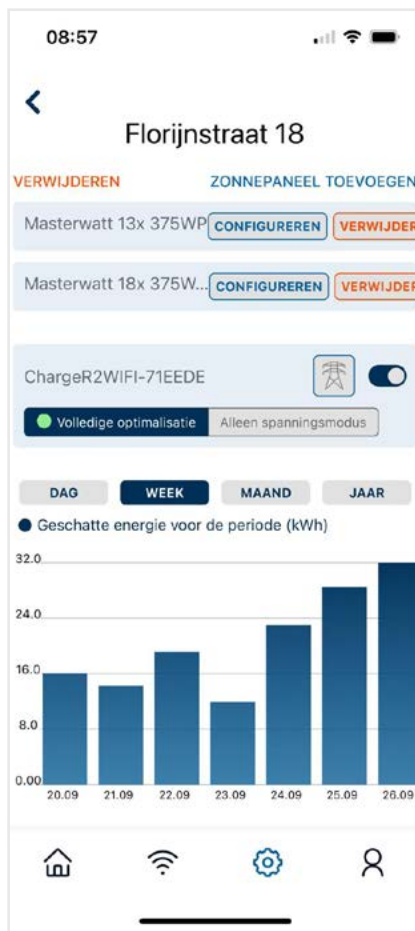 08:57
Florijnstraat 18
VERWIJDEREN ZONNEPANEEL TOEVOEGEN
Masterwatt 13x 375WP CONFIGUREREN VERWIJDER
Masterwatt 18x 375W... CONFIGUREREN VERWIJDER
ChargeR2WIFI-71EEDE
Volledige optimalisatie Alleen spanningsmodus
DAG WEEK MAAND JAAR
Geschatte energie voor de periode (kWh)
32.0
24.0
16.0
8.0
0.00
20.09 21.09 22.09 23.09 24.09 25.09 26.09